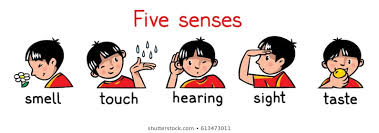 Five senses
smell touch hearing sight taste
shutterstock.com • 613473011